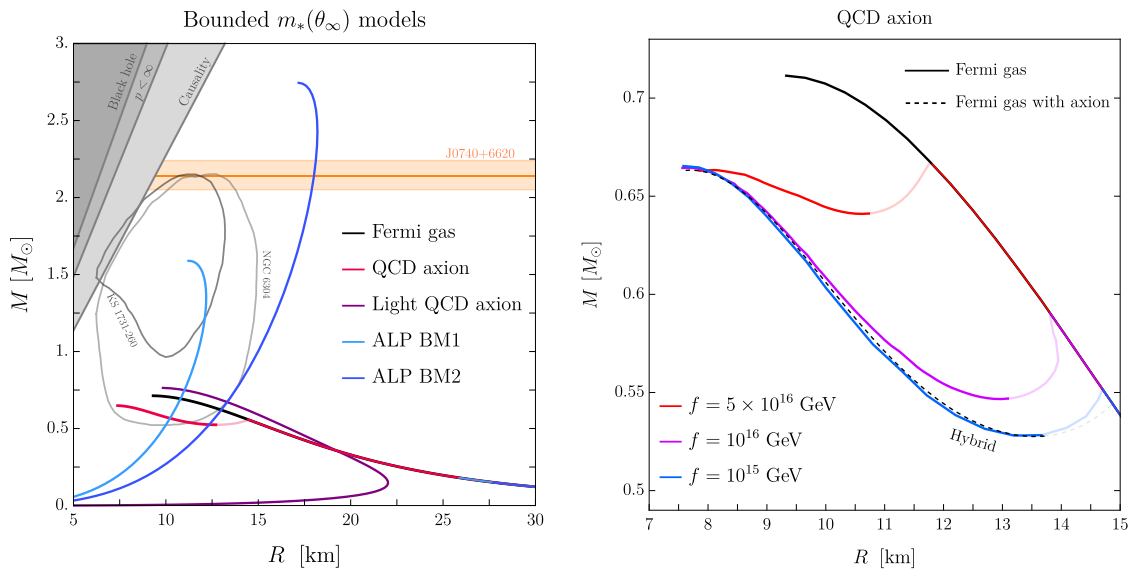 Bounded m∗(θ∞) models
3.
2.5
2.
1.5
1.
0.5
0.
5
10
15
20
25
30
M [M⊙]
R [km]
Black hole
p < ∞
Causality
J0740+6620
NGC 6304
KS 1731-260
Fermi gas
QCD axion
Light QCD axion
ALP BM1
ALP BM2
QCD axion
0.7
0.65
0.6
0.55
0.5
7
8
9
10
11
12
13
14
15
M [M⊙]
R [km]
Fermi gas
Fermi gas with axion
f = 5 × 10¹⁶ GeV
f = 10¹⁶ GeV
f = 10¹⁵ GeV
Hybrid